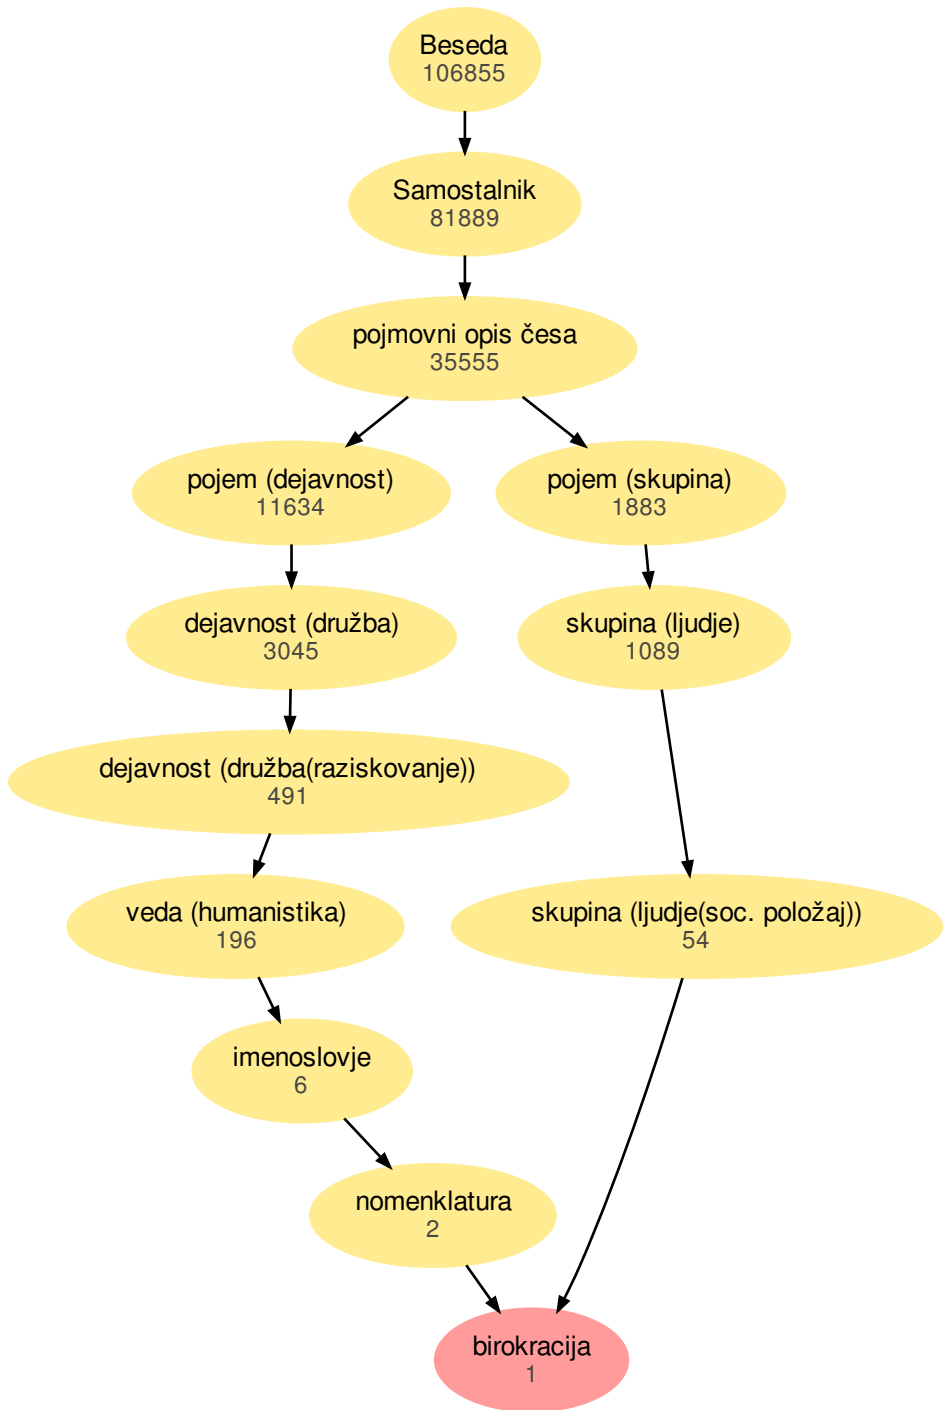 Beseda
106855
Samostalnik
81889
pojmovni opis česa
35555
pojem (dejavnost)
11634
pojem (skupina)
1883
dejavnost (družba)
3045
skupina (ljudje)
1089
dejavnost (družba(raziskovanje))
491
veda (humanistika)
196
skupina (ljudje(soc. položaj))
54
imenoslovje
6
nomenklatura
2
birokracija
1